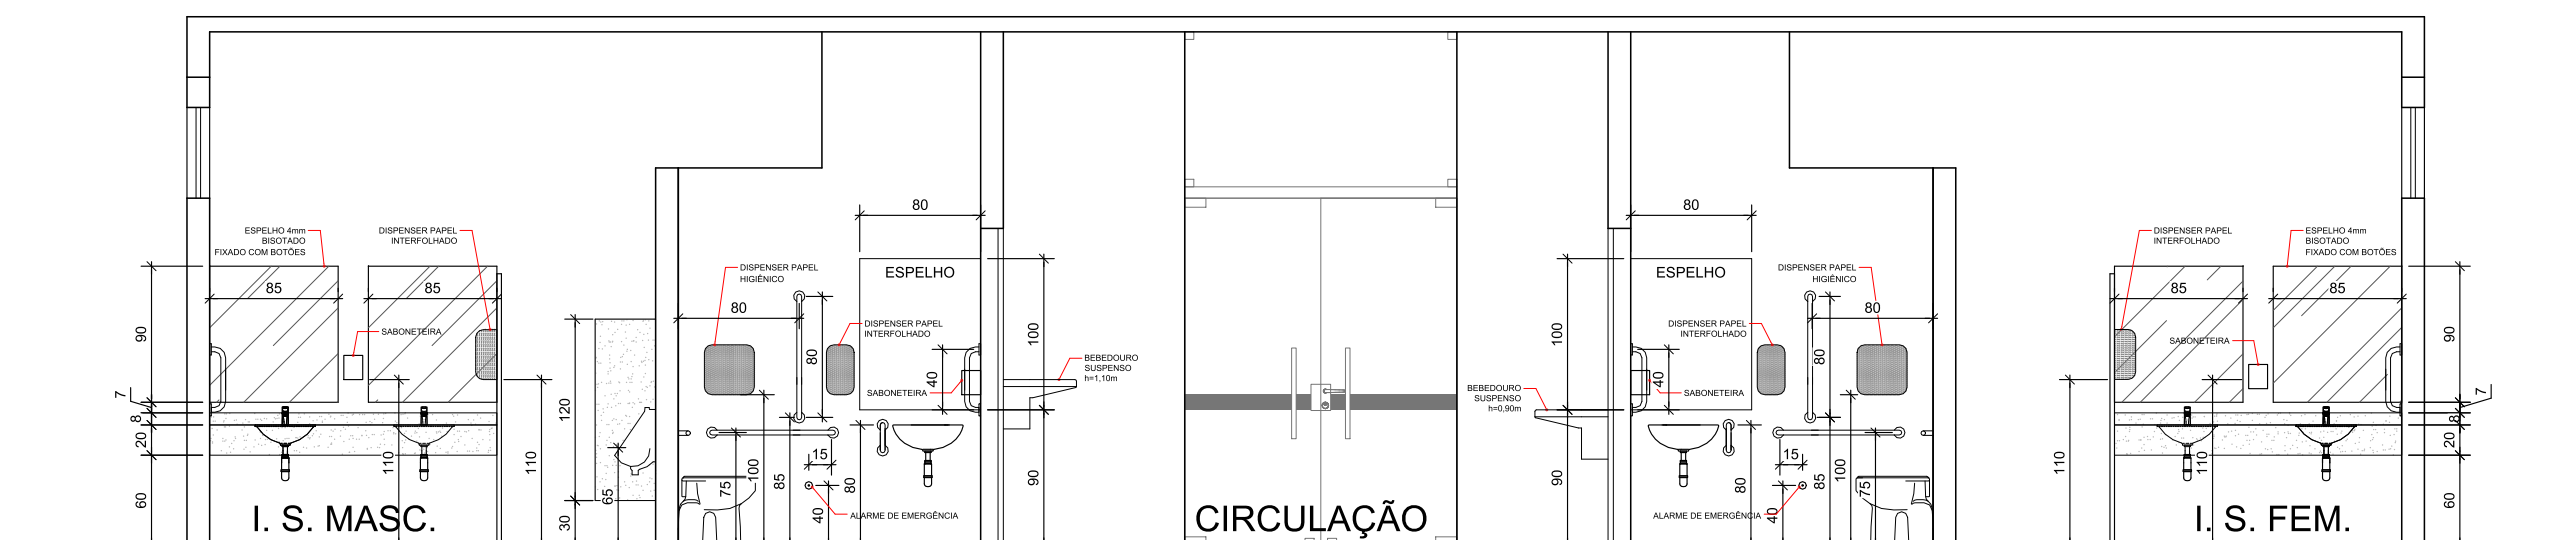 80
80
ESPELHO 4mm
BISOTADO
FIXADO COM BOTÕES
DISPENSER PAPEL
INTERFOLHADO
DISPENSER PAPEL
INTERFOLHADO
ESPELHO 4mm
BISOTADO
FIXADO COM BOTÕES
DISPENSER PAPEL
HIGIÊNICO
ESPELHO
ESPELHO
DISPENSER PAPEL
HIGIÊNICO
85
85
80
80
85
85
90
SABONETEIRA
DISPENSER PAPEL
INTERFOLHADO
100
100
DISPENSER PAPEL
INTERFOLHADO
SABONETEIRA
90
80
BEBEDOURO
SUSPENSO
h=1,10m
80
40
SABONETEIRA
BEBEDOURO
SUSPENSO
h=0,90m
40
SABONETEIRA
7
8
20
120
7
8
20
110
110
15
15
110
110
60
65
30
75
100
85
80
40
90
90
80
40
85
100
75
60
ALARME DE EMERGÊNCIA
ALARME DE EMERGÊNCIA
I. S. MASC.
CIRCULAÇÃO
I. S. FEM.